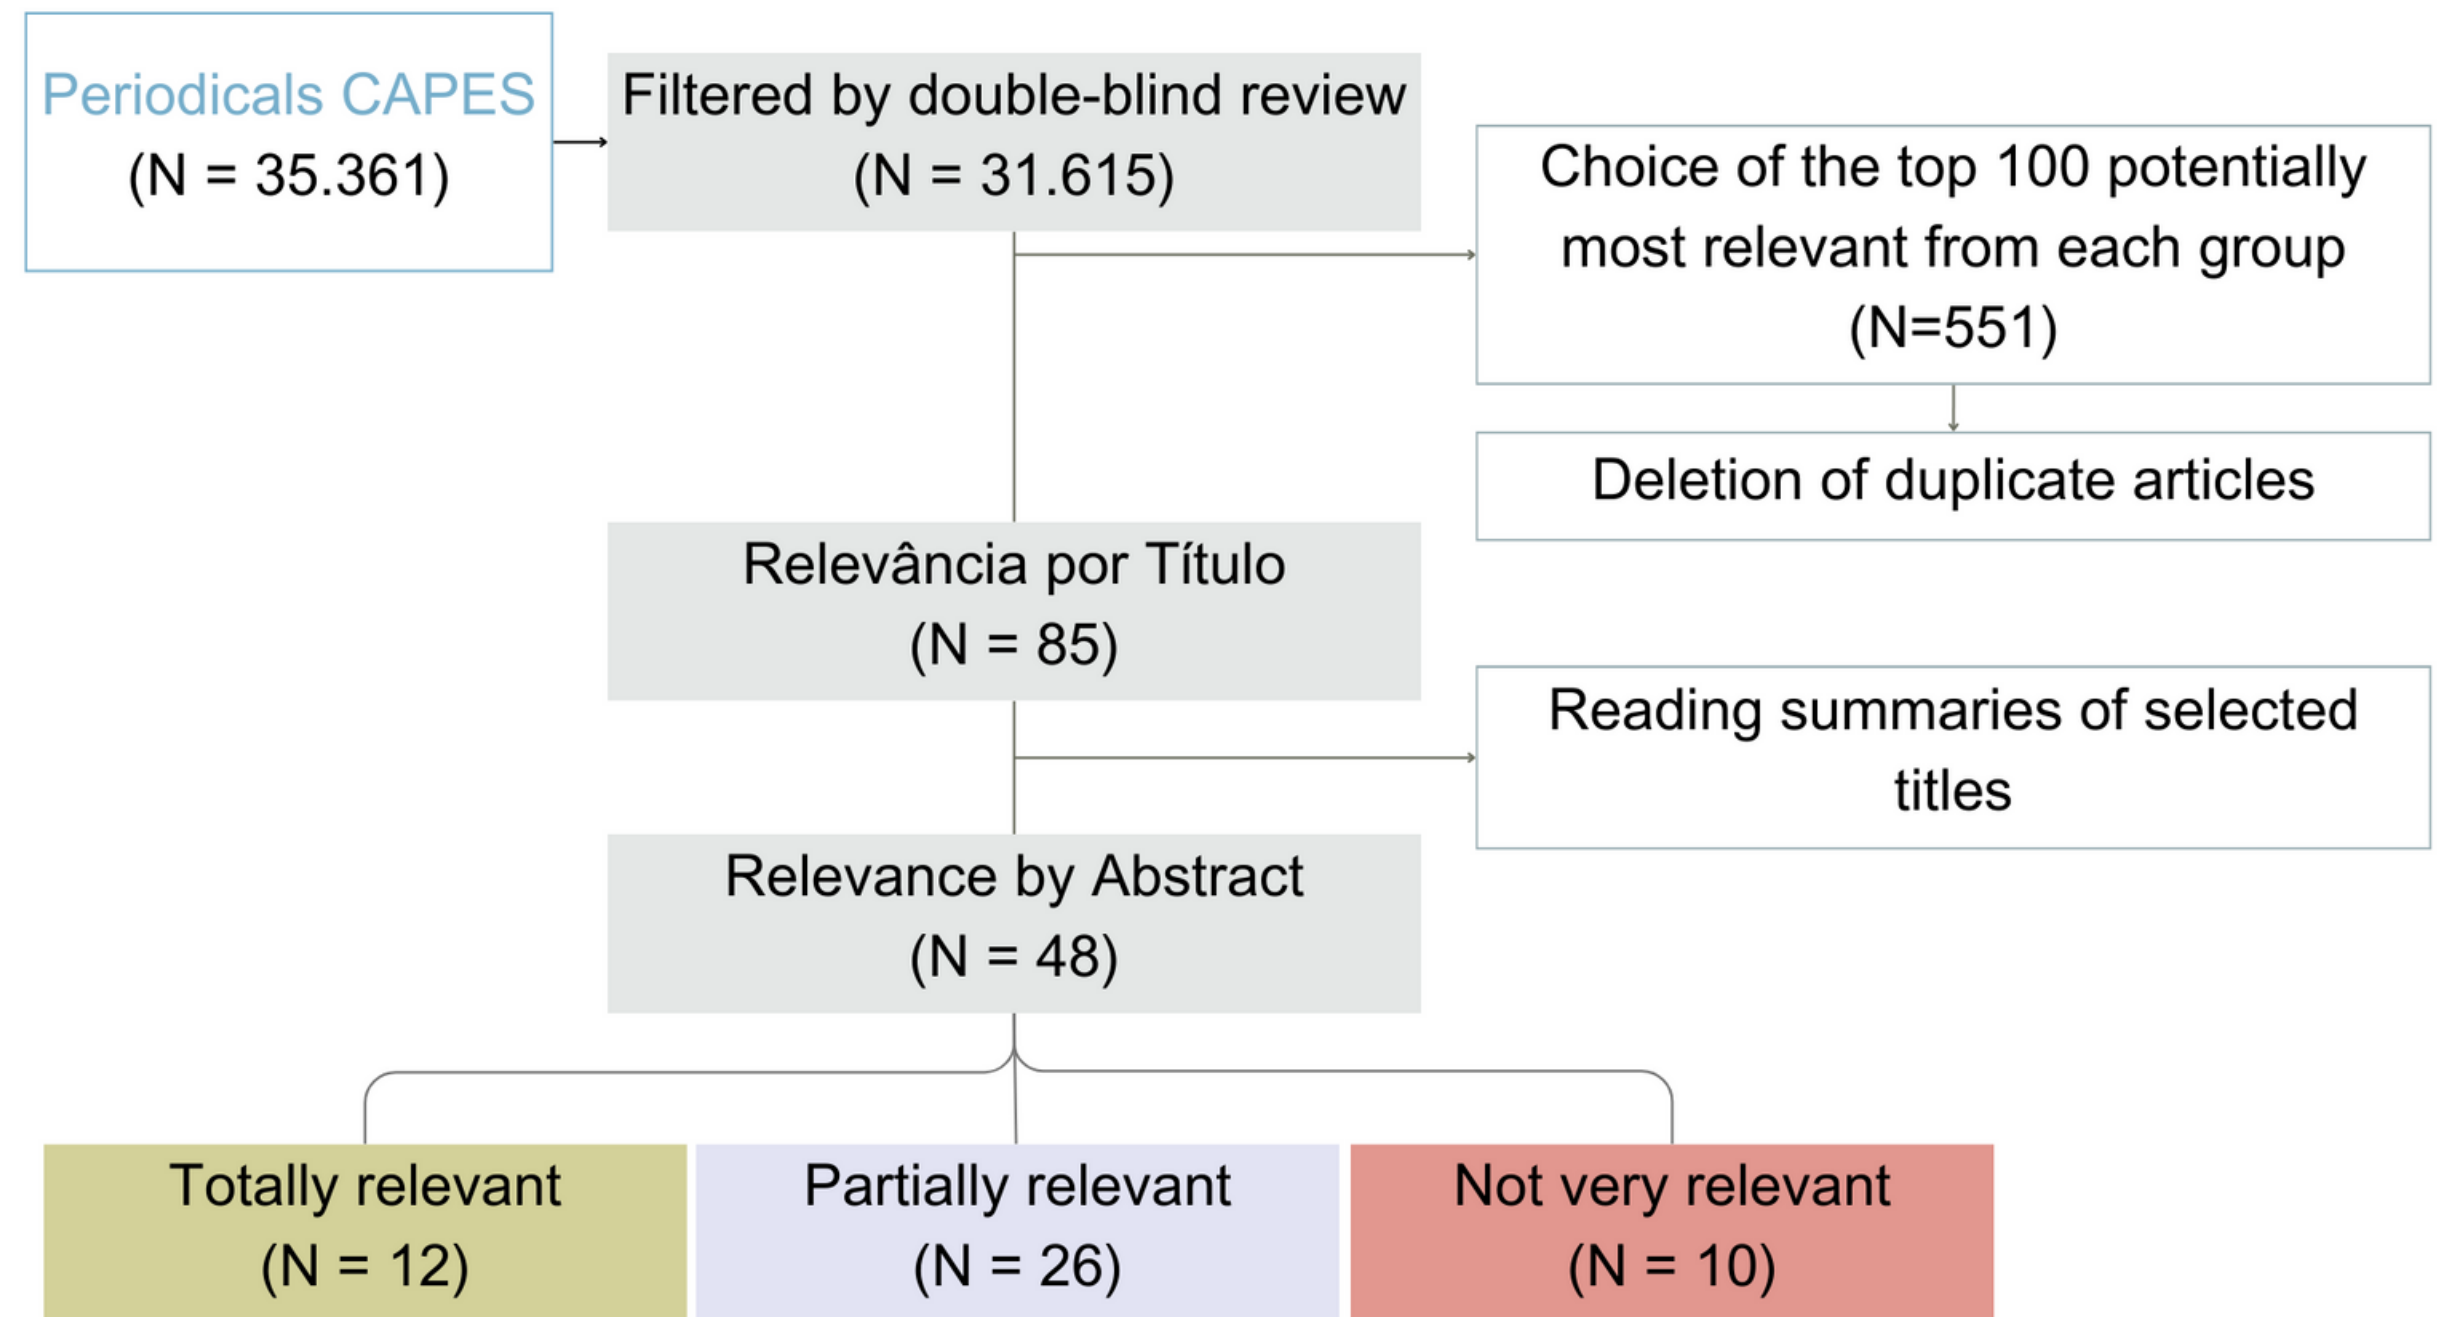 Periodicals CAPES
(N = 35.361)
Filtered by double-blind review
(N = 31.615)
Choice of the top 100 potentially
most relevant from each group
(N=551)
Deletion of duplicate articles
Relevância por Título
(N = 85)
Reading summaries of selected
titles
Relevance by Abstract
(N = 48)
Totally relevant
(N = 12)
Partially relevant
(N = 26)
Not very relevant
(N = 10)